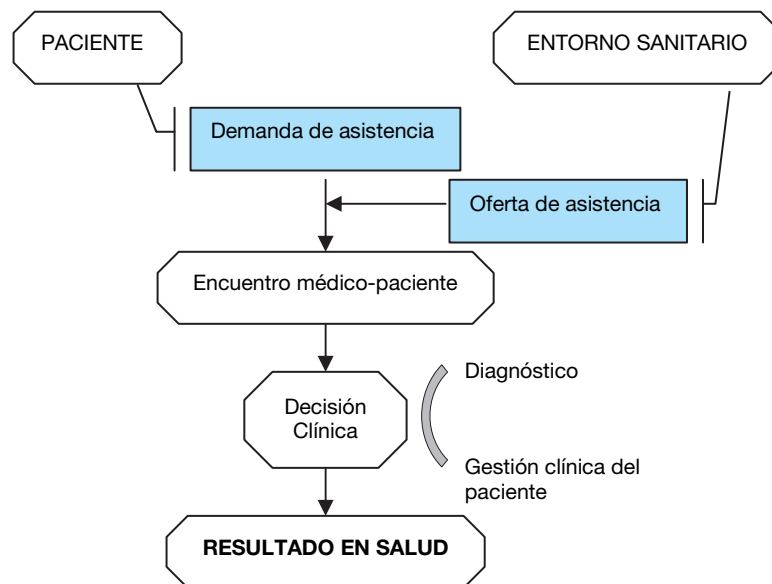 PACIENTE
ENTORNO SANITARIO
Demanda de asistencia
Oferta de asistencia
Encuentro médico-paciente
Diagnóstico
Decisión
Clínica
Gestión clínica del
paciente
RESULTADO EN SALUD